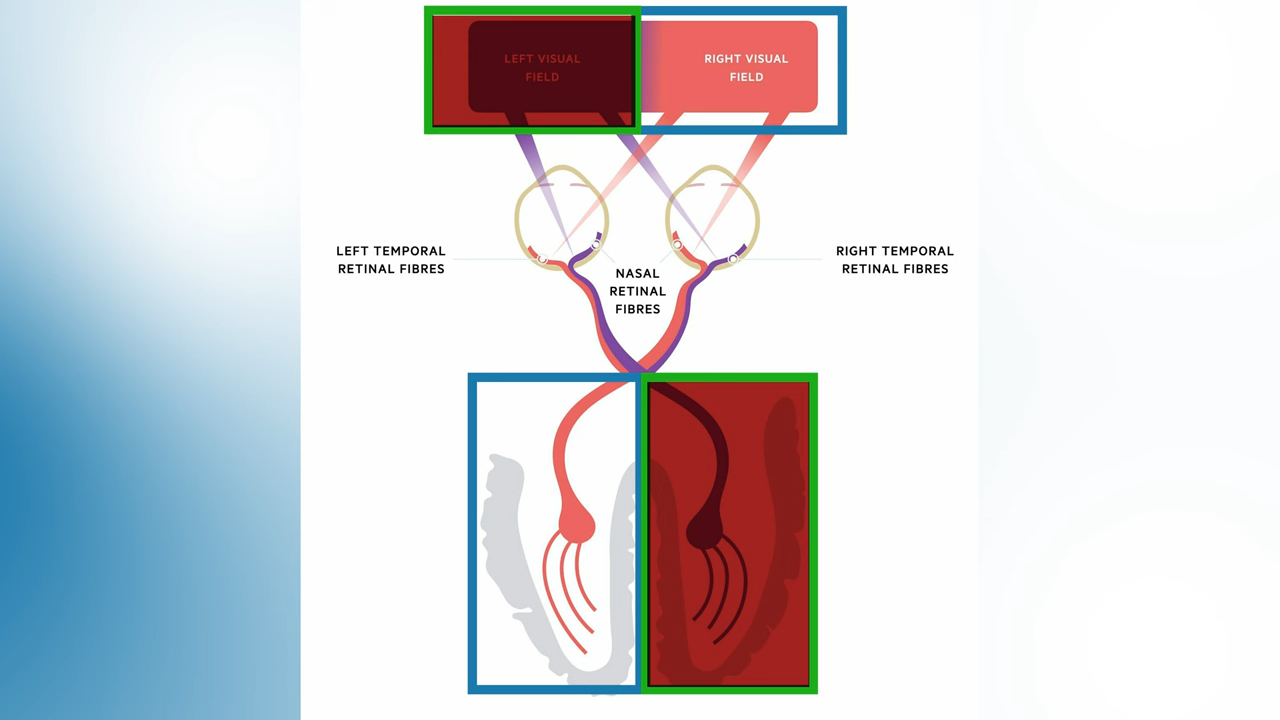 LEFT VISUAL
FIELD
RIGHT VISUAL
FIELD
LEFT TEMPORAL
RETINAL FIBRES
NASAL
RETINAL
FIBRES
RIGHT TEMPORAL
RETINAL FIBRES